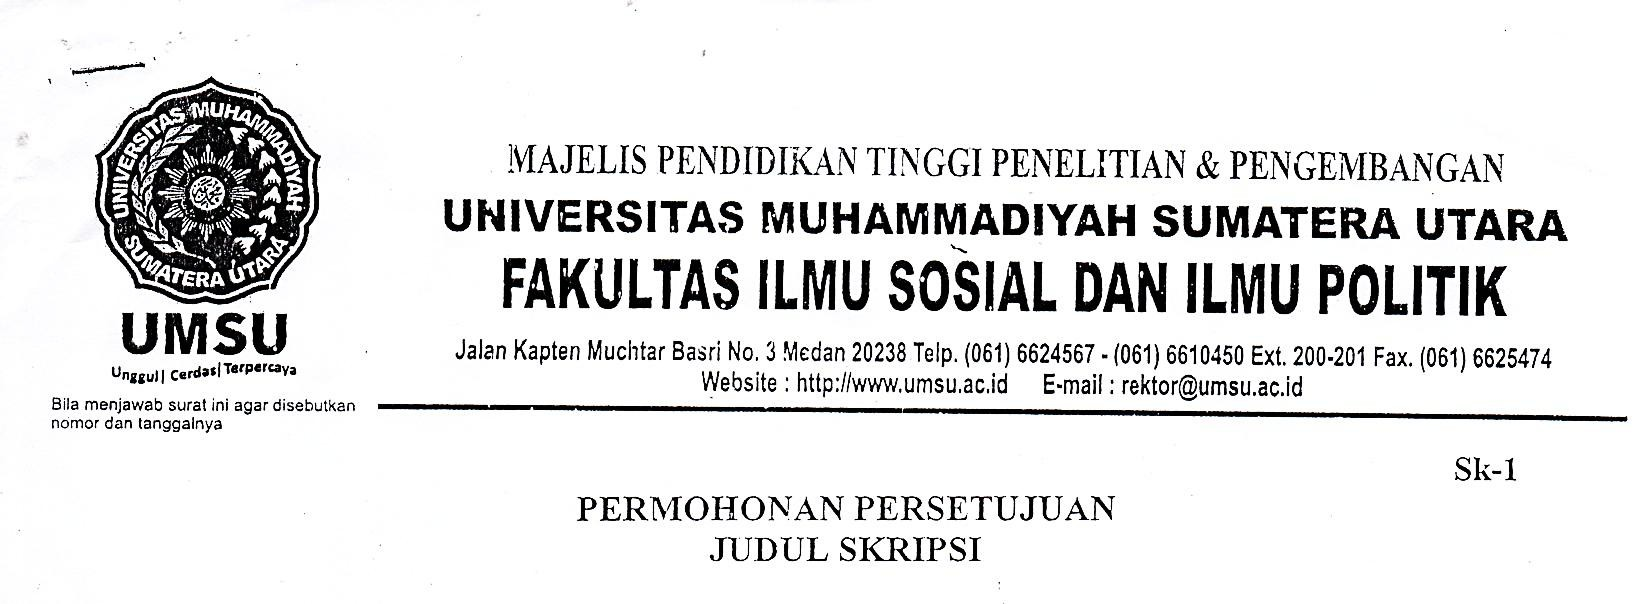 UNIVERSITAS MUHAMMADIYAH
SUMATERA UTARA
UMSU
Unggul | Cerdas | Terpercaya
Bila menjawab surat ini agar disebutkan
nomor dan tanggalnya
MAJELIS PENDIDIKAN TINGGI PENELITIAN & PENGEMBANGAN
UNIVERSITAS MUHAMMADIYAH SUMATERA UTARA
FAKULTAS ILMU SOSIAL DAN ILMU POLITIK
Jalan Kapten Muchtar Basri No. 3 Medan 20238 Telp. (061) 6624567 - (061) 6610450 Ext. 200-201 Fax. (061) 6625474
Website : http://www.umsu.ac.id E-mail : rektor@umsu.ac.id
Sk-1
PERMOHONAN PERSETUJUAN
JUDUL SKRIPSI